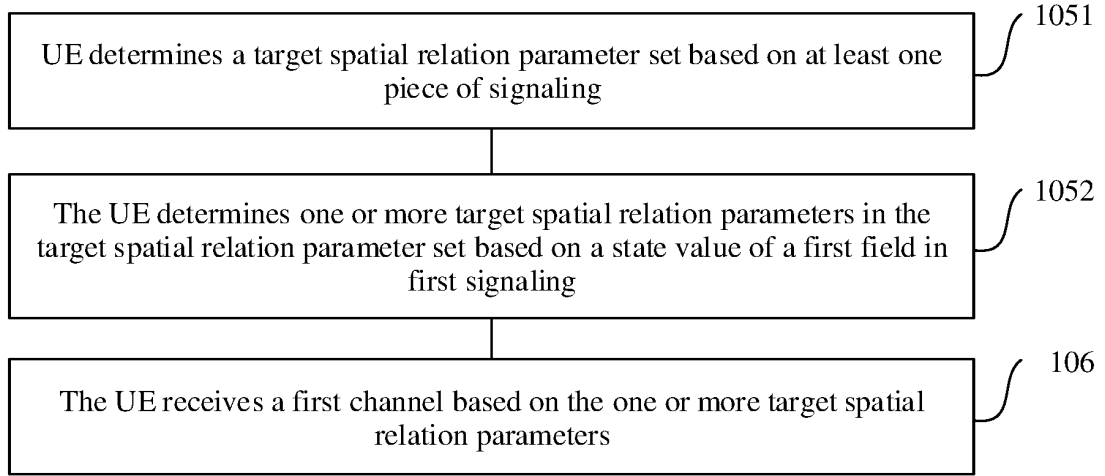 1051
UE determines a target spatial relation parameter set based on at least one
piece of signaling
1052
The UE determines one or more target spatial relation parameters in the
target spatial relation parameter set based on a state value of a first field in
first signaling
106
The UE receives a first channel based on the one or more target spatial
relation parameters